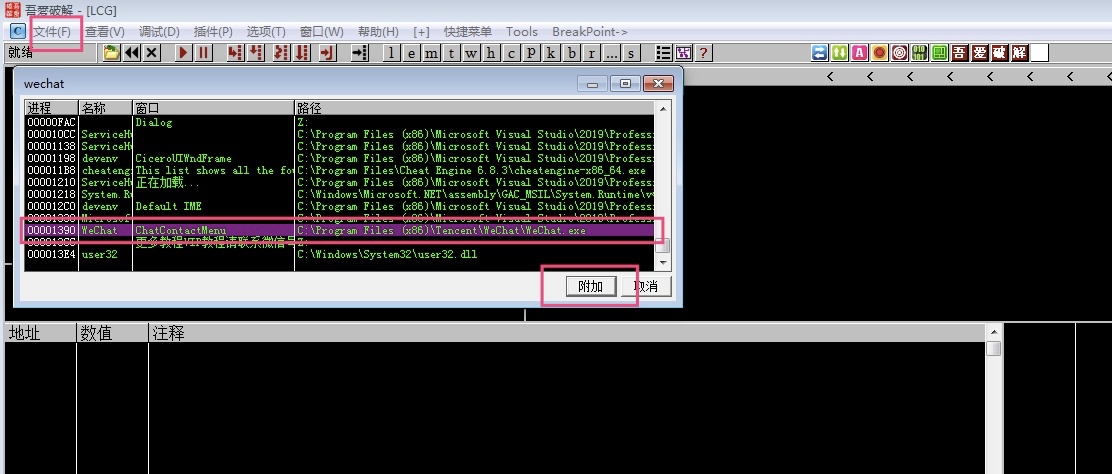 吾爱破解 - [LCG]
C 文件(F) 查看(V) 调试(D) 插件(P) 选项(T) 窗口(W) 帮助(H) [+] 快捷菜单 Tools BreakPoint->
就绪 l e m t w h c p k b r ... s ?
吾 爱 破 解
wechat
进程 名称 窗口 路径
00000FAC Dialog Z:
000010CC ServiceH C:\Program Files (x86)\Microsoft Visual Studio\2019\Profess
00001138 ServiceH C:\Program Files (x86)\Microsoft Visual Studio\2019\Profess
00001198 devenv CiceroUIWndFrame C:\Program Files (x86)\Microsoft Visual Studio\2019\Profess
000011B8 cheateng This list shows all the fo C:\Program Files\Cheat Engine 6.8.3\cheatengine-x86_64.exe
00001210 ServiceH 正在加载... C:\Program Files (x86)\Microsoft Visual Studio\2019\Profess
00001218 System.R C:\Windows\Microsoft.NET\assembly\GAC_MSIL\System.Runtime\v
000012C0 devenv Default IME C:\Program Files (x86)\Microsoft Visual Studio\2019\Profess
Microsof C:\Program Files (x86)\Microsoft Visual Studio\2019\Profess
00001390 WeChat ChatContactMenu C:\Program Files (x86)\Tencent\WeChat\WeChat.exe
更多教程VIP教程请联系微信号 Z:
000013E4 user32 C:\Windows\System32\user32.dll
附加 取消
地址 数值 注释